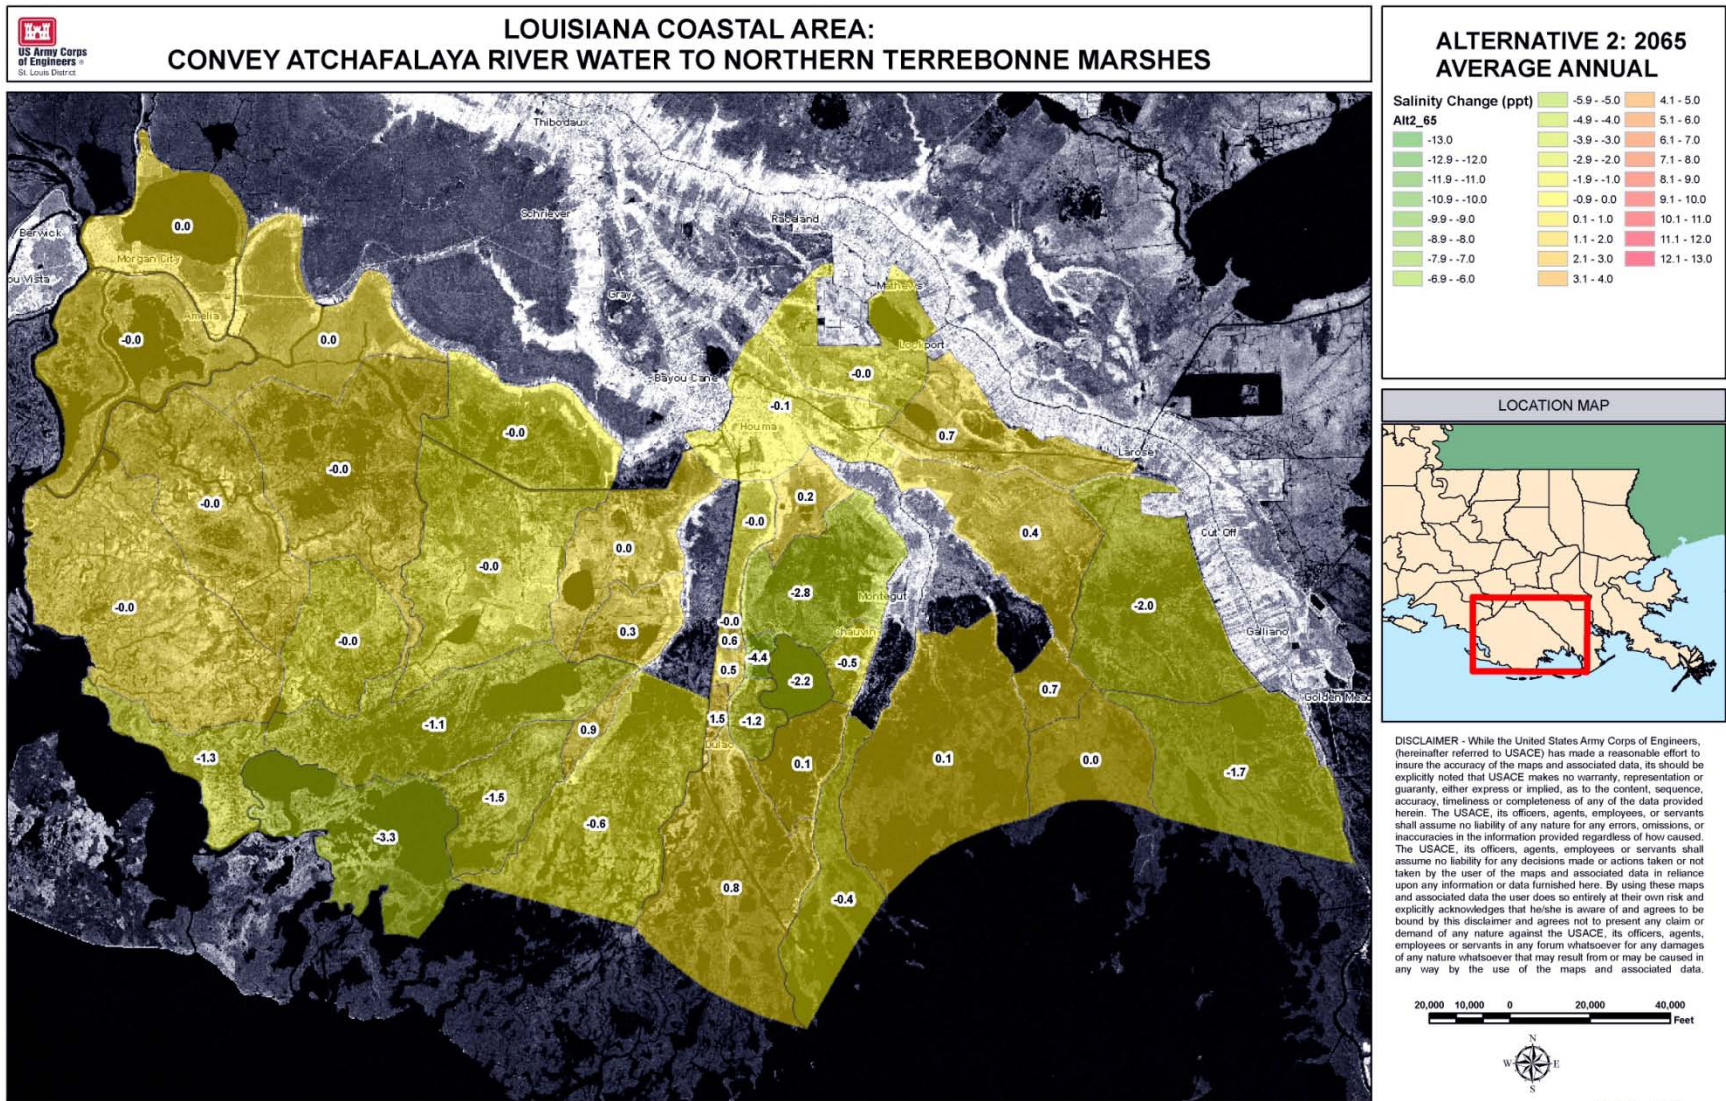 US Army Corps
of Engineers ®
St. Louis District
LOUISIANA COASTAL AREA:
CONVEY ATCHAFALAYA RIVER WATER TO NORTHERN TERREBONNE MARSHES
ALTERNATIVE 2: 2065
AVERAGE ANNUAL
Salinity Change (ppt)
Alt2_65
-13.0
-12.9 - -12.0
-11.9 - -11.0
-10.9 - -10.0
-9.9 - -9.0
-8.9 - -8.0
-7.9 - -7.0
-6.9 - -6.0
-5.9 - -5.0
-4.9 - -4.0
-3.9 - -3.0
-2.9 - -2.0
-1.9 - -1.0
-0.9 - 0.0
0.1 - 1.0
1.1 - 2.0
2.1 - 3.0
3.1 - 4.0
4.1 - 5.0
5.1 - 6.0
6.1 - 7.0
7.1 - 8.0
8.1 - 9.0
9.1 - 10.0
10.1 - 11.0
11.1 - 12.0
12.1 - 13.0
Thibodaux
Schriever
Raceland
Berwick
0.0
Morgan City
ou Vista
Gray
Mathews
Amelia
-0.0
0.0
Lockport
Bayou Cane
-0.0
-0.1
Houma
-0.0
0.7
Larose
-0.0
-0.0
0.2
-0.0
0.4
Cut Off
0.0
-0.0
-2.8
Montegut
-0.0
-2.0
-0.0
0.3
-0.0
0.6
Chauvin
Galliano
-4.4
-0.5
0.5
-2.2
0.7
Golden Mead
-1.1
0.9
1.5
-1.2
Dulac
-1.3
0.1
0.1
0.0
-1.7
-1.5
-0.6
-3.3
0.8
-0.4
LOCATION MAP
DISCLAIMER - While the United States Army Corps of Engineers,
(hereinafter referred to USACE) has made a reasonable effort to
insure the accuracy of the maps and associated data, its should be
explicitly noted that USACE makes no warranty, representation or
guaranty, either express or implied, as to the content, sequence,
accuracy, timeliness or completeness of any of the data provided
herein. The USACE, its officers, agents, employees, or servants
shall assume no liability of any nature for any errors, omissions, or
inaccuracies in the information provided regardless of how caused.
The USACE, its officers, agents, employees or servants shall
assume no liability for any decisions made or actions taken or not
taken by the user of the maps and associated data in reliance
upon any information or data furnished here. By using these maps
and associated data the user does so entirely at their own risk and
explicitly acknowledges that he/she is aware of and agrees to be
bound by this disclaimer and agrees not to present any claim or
demand of any nature against the USACE, its officers, agents,
employees or servants in any forum whatsoever for any damages
of any nature whatsoever that may result from or may be caused in
any way by the use of the maps and associated data.
20,000 10,000 0 20,000 40,000
Feet
N
W E
S